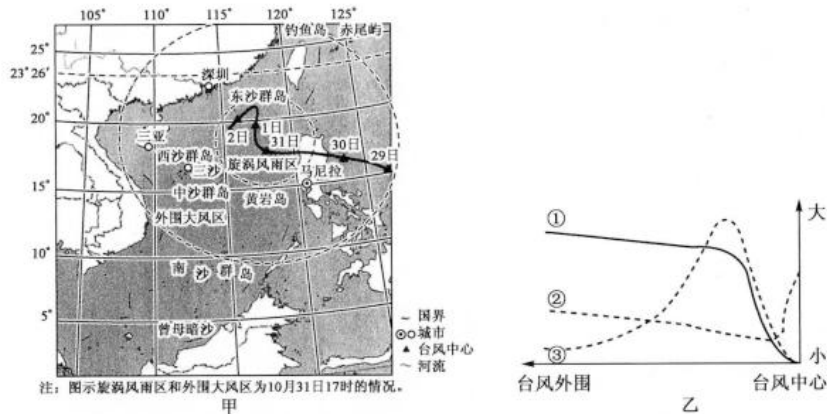 105° 110° 115° 120° 125°
钓鱼岛 赤尾屿
25°
23°26′
深圳
东沙群岛
20°
1日
2日
31日
30日
29日
三亚
西沙群岛
三沙
旋涡风雨区
马尼拉
15°
中沙群岛
黄岩岛
外围大风区
10°
南沙群岛
5°
曾母暗沙
国界
城市
台风中心
河流
注：图示旋涡风雨区和外围大风区为10月31日17时的情况。
甲
①
②
③
大
小
台风外围
台风中心
乙